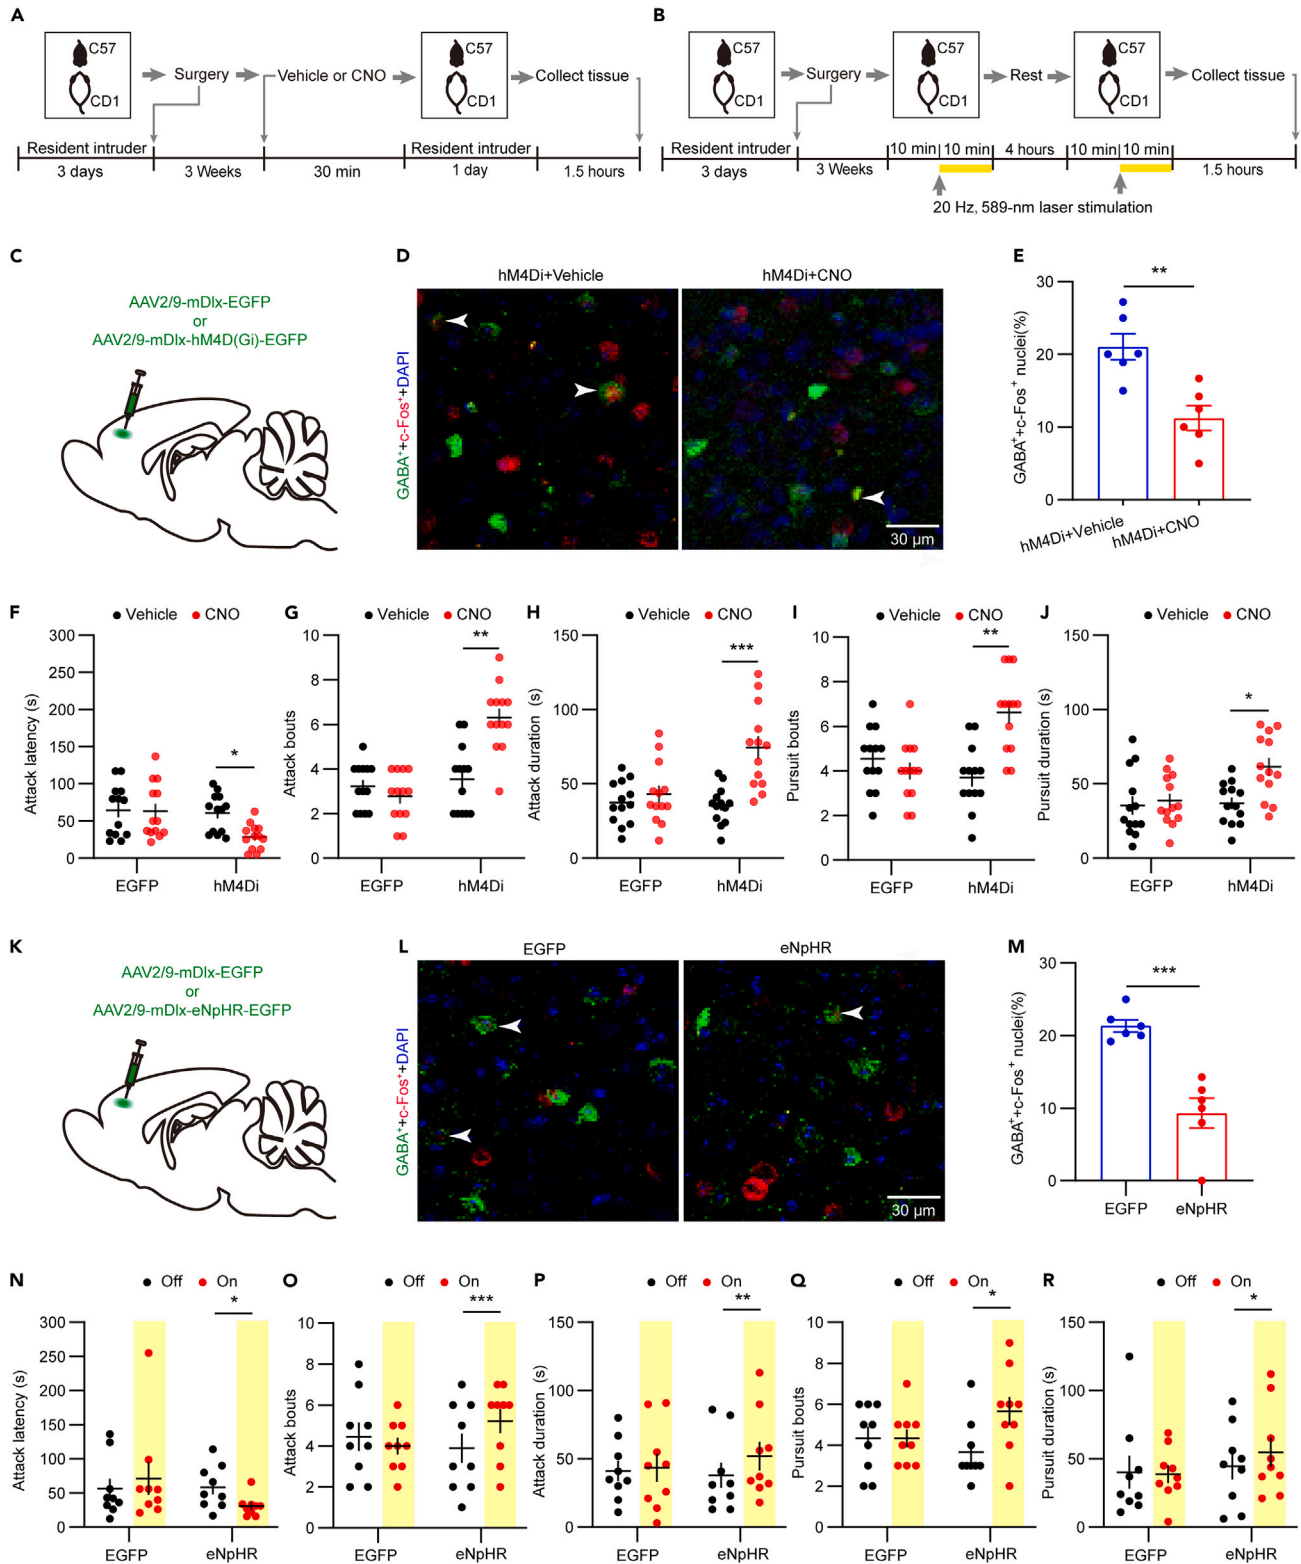 A
C57
CD1
Surgery
Vehicle or CNO
C57
CD1
Collect tissue
Resident intruder
Resident intruder
3 days
3 Weeks
30 min
1 day
1.5 hours
B
C57
CD1
Surgery
C57
CD1
Rest
C57
CD1
Collect tissue
Resident intruder
10 min
10 min
4 hours
10 min
10 min
3 days
3 Weeks
1.5 hours
20 Hz, 589-nm laser stimulation
C
AAV2/9-mDlx-EGFP
or
AAV2/9-mDlx-hM4D(Gi)-EGFP
D
hM4Di+Vehicle
hM4Di+CNO
GABA⁺+c-Fos⁺+DAPI
30 µm
E
**
GABA⁺+c-Fos⁺ nuclei(%)
30
20
10
0
hM4Di+Vehicle
hM4Di+CNO
F
Vehicle
CNO
Attack latency (s)
300
250
200
150
100
50
0
*
EGFP
hM4Di
G
Vehicle
CNO
Attack bouts
10
8
6
4
2
0
**
EGFP
hM4Di
H
Vehicle
CNO
Attack duration (s)
150
100
50
0
***
EGFP
hM4Di
I
Vehicle
CNO
Pursuit bouts
10
8
6
4
2
0
**
EGFP
hM4Di
J
Vehicle
CNO
Pursuit duration (s)
150
100
50
0
*
EGFP
hM4Di
K
AAV2/9-mDlx-EGFP
or
AAV2/9-mDlx-eNpHR-EGFP
L
EGFP
eNpHR
GABA⁺+c-Fos⁺+DAPI
30 µm
M
***
GABA⁺+c-Fos⁺ nuclei(%)
30
20
10
0
EGFP
eNpHR
N
Off
On
Attack latency (s)
300
250
200
150
100
50
0
*
EGFP
eNpHR
O
Off
On
Attack bouts
10
8
6
4
2
0
***
EGFP
eNpHR
P
Off
On
Attack duration (s)
150
100
50
0
**
EGFP
eNpHR
Q
Off
On
Pursuit bouts
10
8
6
4
2
0
*
EGFP
eNpHR
R
Off
On
Pursuit duration (s)
150
100
50
0
*
EGFP
eNpHR